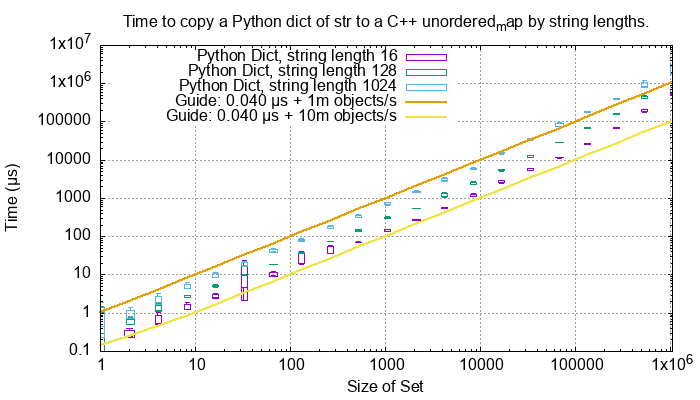 Time to copy a Python dict of str to a C++ unordered_map by string lengths.
1x10^7
1x10^6
100000
10000
1000
100
10
1
0.1
Time (µs)
Python Dict, string length 16
Python Dict, string length 128
Python Dict, string length 1024
Guide: 0.040 µs + 1m objects/s
Guide: 0.040 µs + 10m objects/s
1 10 100 1000 10000 100000 1x10^6
Size of Set